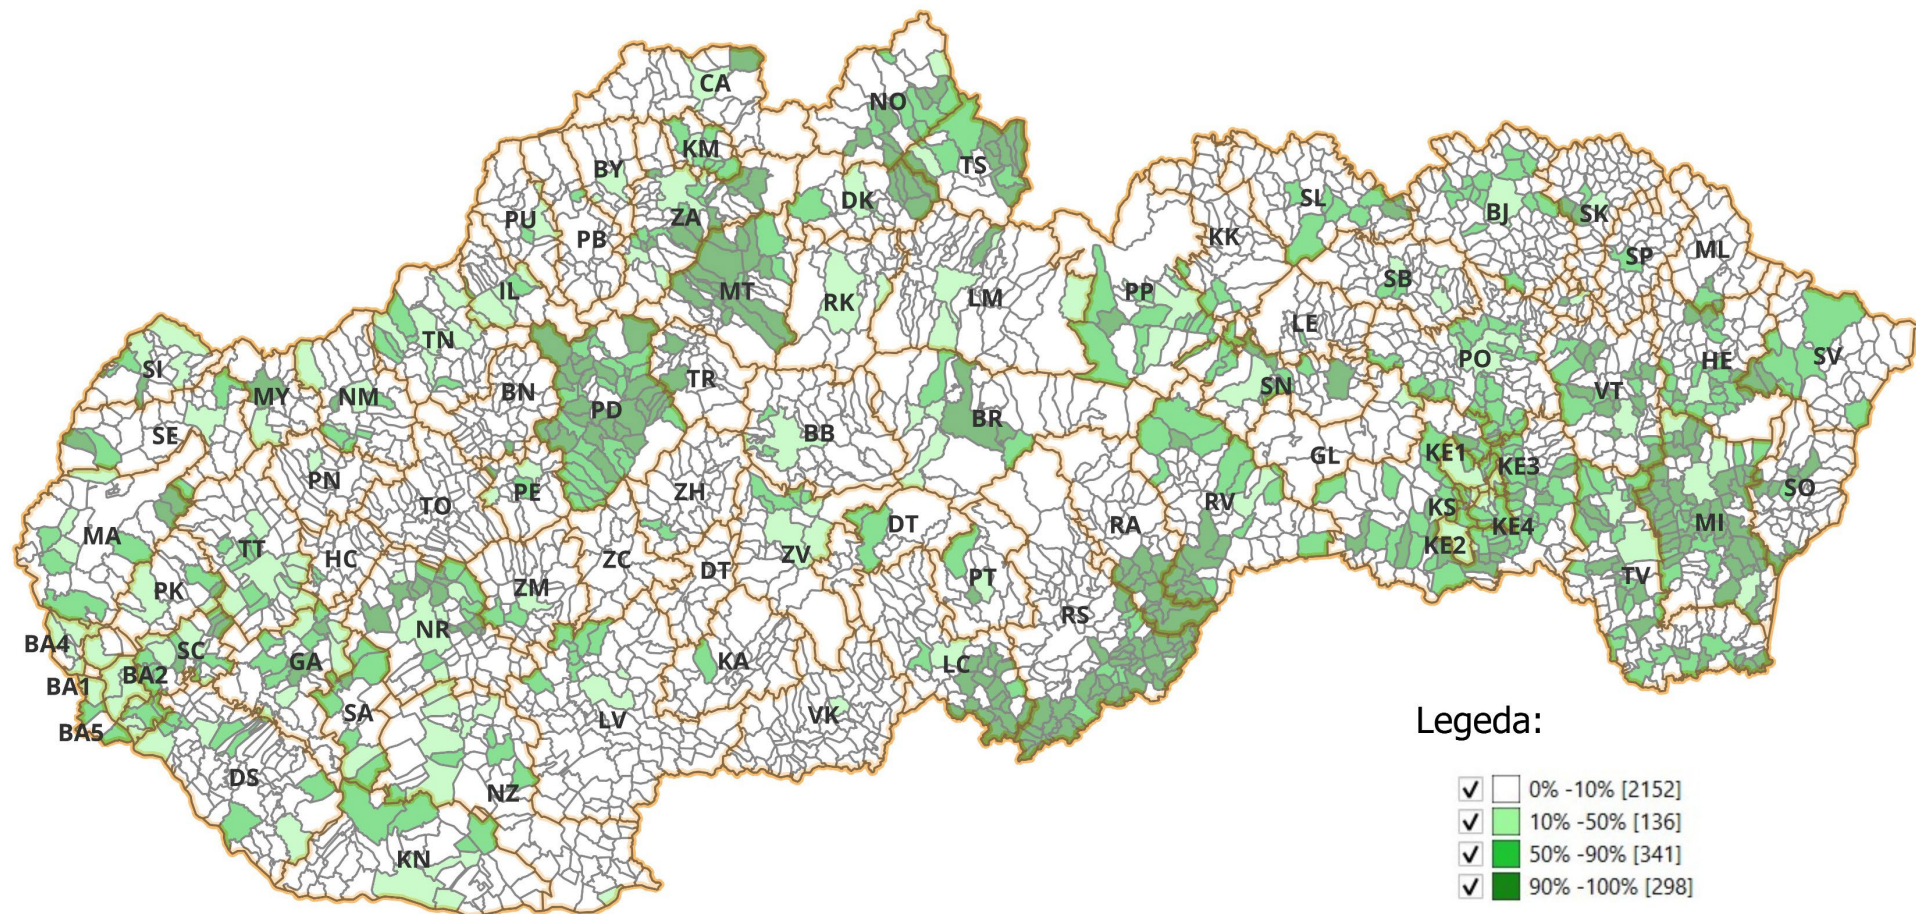 CA
NO
KM
TS
BY
DK
PU
ZA
SL
BJ
SK
PB
KK
SP
ML
IL
MT
RK
LM
PP
SB
TN
LE
SI
PO
HE
SV
MY
NM
BN
TR
SN
VT
PD
BR
SE
BB
PN
KE1
GL
KE3
PE
ZH
TO
RV
KS
SO
MA
DT
RA
KE4
MI
TT
HC
ZV
KE2
ZC
DT
PK
ZM
PT
TV
NR
RS
BA4
SC
GA
KA
LC
BA2
BA1
SA
LV
VK
BA5
DS
NZ
KN
Legeda:
0% -10% [2152]
10% -50% [136]
50% -90% [341]
90% -100% [298]